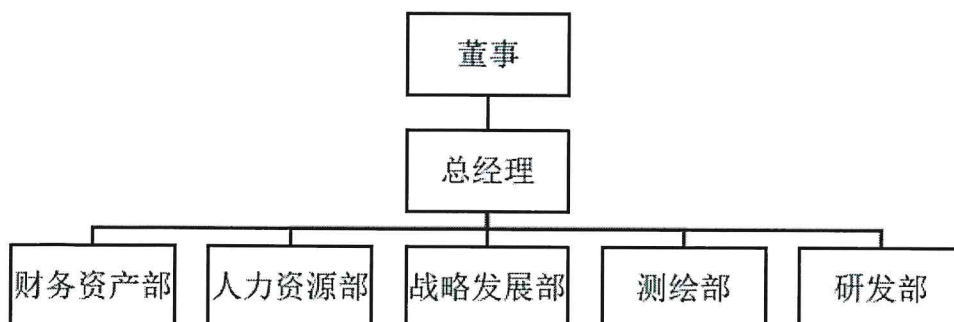 董事
总经理
财务资产部
人力资源部
战略发展部
测绘部
研发部